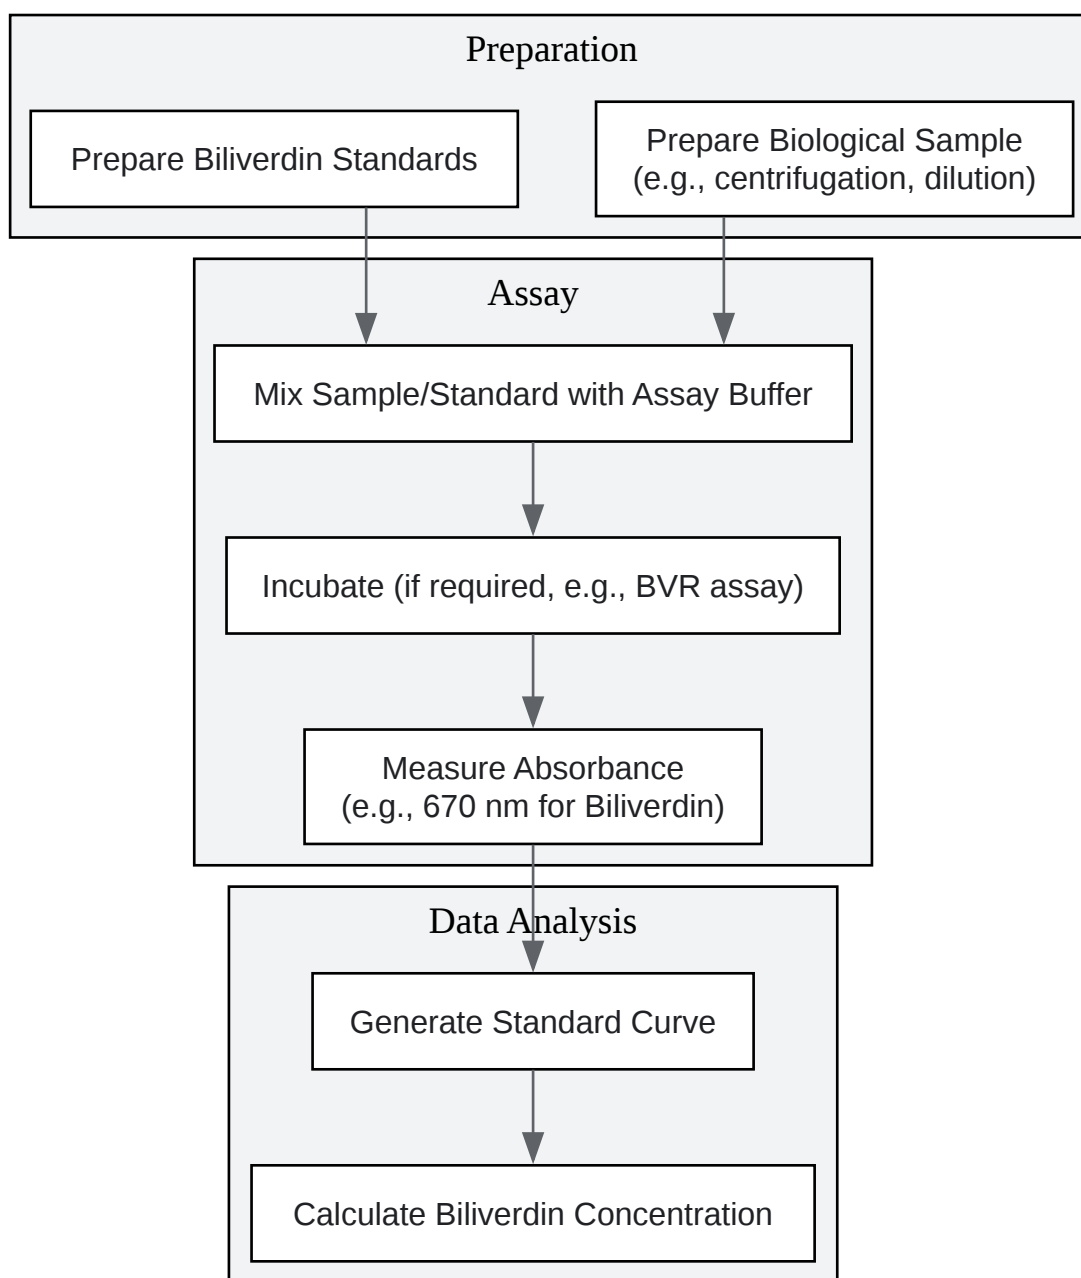 Preparation
Prepare Biliverdin Standards
Prepare Biological Sample
(e.g., centrifugation, dilution)
Assay
Mix Sample/Standard with Assay Buffer
Incubate (if required, e.g., BVR assay)
Measure Absorbance
(e.g., 670 nm for Biliverdin)
Data Analysis
Generate Standard Curve
Calculate Biliverdin Concentration